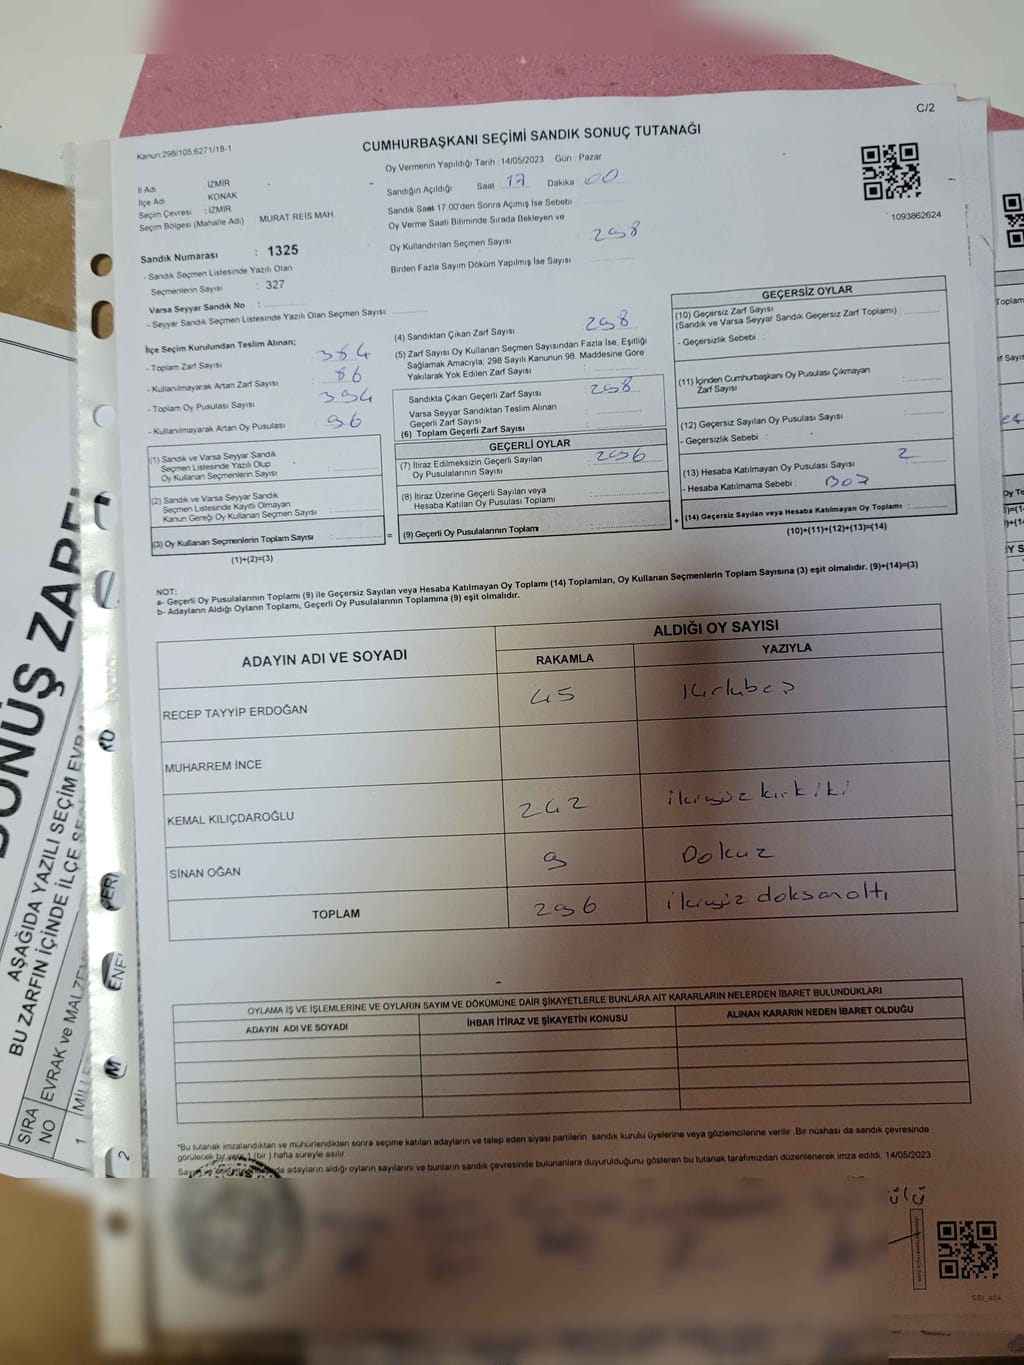 C/2
Kanun:298/105;6271/18-1
CUMHURBAŞKANI SEÇİMİ SANDIK SONUÇ TUTANAĞI
Oy Vermenin Yapıldığı Tarih : 14/05/2023 Gün : Pazar
İl Adı İZMİR
İlçe Adı KONAK
Seçim Çevresi : İZMİR
Seçim Bölgesi (Mahalle Adı) : MURAT REİS MAH.
Sandığın Açıldığı Saat 17 Dakika 00
Sandık Saat 17.00'den Sonra Açımış İse Sebebi :
Oy Verme Saati Bitiminde Sırada Bekleyen ve
Oy Kullandırılan Seçmen Sayısı 298
Birden Fazla Sayım Döküm Yapılmış İse Sayısı :
1093862624
Sandık Numarası : 1325
- Sandık Seçmen Listesinde Yazılı Olan
Seçmenlerin Sayısı : 327
Varsa Seyyar Sandık No :
- Seyyar Sandık Seçmen Listesinde Yazılı Olan Seçmen Sayısı:
İlçe Seçim Kurulundan Teslim Alınan;
- Toplam Zarf Sayısı : 384
- Kullanılmayarak Artan Zarf Sayısı : 86
- Toplam Oy Pusulası Sayısı : 394
- Kullanılmayarak Artan Oy Pusulası : 96
(1) Sandık ve Varsa Seyyar Sandık
Seçmen Listesinde Yazılı Olup
Oy Kullanan Seçmenlerin Sayısı :
(2) Sandık ve Varsa Seyyar Sandık
Seçmen Listesinde Kayıtlı Olmayan
Kanun Gereği Oy Kullanan Seçmen Sayısı :
(3) Oy Kullanan Seçmenlerin Toplam Sayısı : =
(1)+(2)=(3)
(4) Sandıktan Çıkan Zarf Sayısı : 298
(5) Zarf Sayısı Oy Kullanan Seçmen Sayısından Fazla İse, Eşitliği
Sağlamak Amacıyla; 298 Sayılı Kanunun 98. Maddesine Göre
Yakılarak Yok Edilen Zarf Sayısı :
Sandıkta Çıkan Geçerli Zarf Sayısı : 298
Varsa Seyyar Sandıktan Teslim Alınan
Geçerli Zarf Sayısı :
(6) Toplam Geçerli Zarf Sayısı :
GEÇERLİ OYLAR
(7) İtiraz Edilmeksizin Geçerli Sayılan
Oy Pusulalarının Sayısı : 296
(8) İtiraz Üzerine Geçerli Sayılan veya
Hesaba Katılan Oy Pusulası Toplamı :
(9) Geçerli Oy Pusulalarının Toplamı : +
GEÇERSİZ OYLAR
(10) Geçersiz Zarf Sayısı
(Sandık ve Varsa Seyyar Sandık Geçersiz Zarf Toplamı) :
- Geçersizlik Sebebi :
(11) İçinden Cumhurbaşkanı Oy Pusulası Çıkmayan
Zarf Sayısı :
(12) Geçersiz Sayılan Oy Pusulası Sayısı :
- Geçersizlik Sebebi :
(13) Hesaba Katılmayan Oy Pusulası Sayısı : 2
- Hesaba Katılmama Sebebi : Boş
(14) Geçersiz Sayılan veya Hesaba Katılmayan Oy Toplamı :
(10)+(11)+(12)+(13)=(14)
NOT:
a- Geçerli Oy Pusulalarının Toplamı (9) ile Geçersiz Sayılan veya Hesaba Katılmayan Oy Toplamı (14) Toplamları, Oy Kullanan Seçmenlerin Toplam Sayısına (3) eşit olmalıdır. (9)+(14)=(3)
b- Adayların Aldığı Oyların Toplamı, Geçerli Oy Pusulalarının Toplamına (9) eşit olmalıdır.
ADAYIN ADI VE SOYADI ALDIĞI OY SAYISI
RAKAMLA YAZIYLA
RECEP TAYYİP ERDOĞAN 45 Kırkbeş
MUHARREM İNCE
KEMAL KILIÇDAROĞLU 242 ikiyüz kırk iki
SİNAN OĞAN 9 Dokuz
TOPLAM 296 ikiyüz doksanaltı
OYLAMA İŞ VE İŞLEMLERİNE VE OYLARIN SAYIM VE DÖKÜMÜNE DAİR ŞİKAYETLERLE BUNLARA AİT KARARLARIN NELERDEN İBARET BULUNDUKLARI
ADAYIN ADI VE SOYADI İHBAR İTİRAZ VE ŞİKAYETİN KONUSU ALINAN KARARIN NEDEN İBARET OLDUĞU
*Bu tutanak imzalandıktan ve mühürlendikten sonra seçime katılan adayların ve talep eden siyasi partilerin sandık kurulu üyelerine veya gözlemcilerine verilir .Bir nüshası da sandık çevresinde
görülecek bir yere 1 (bir ) hafta süreyle asılır.
adayların aldığı oyların sayılarını ve bunların sandık çevresinde bulunanlara duyurulduğunu gösteren bu tutanak tarafımızdan düzenlenerek imza edildi. 14/05/2023
AŞAĞIDA YAZILI SEÇİM EVRA
BU ZARFIN İÇİNDE İLÇE
SIRA
NO
EVRAK ve MALZEM
1